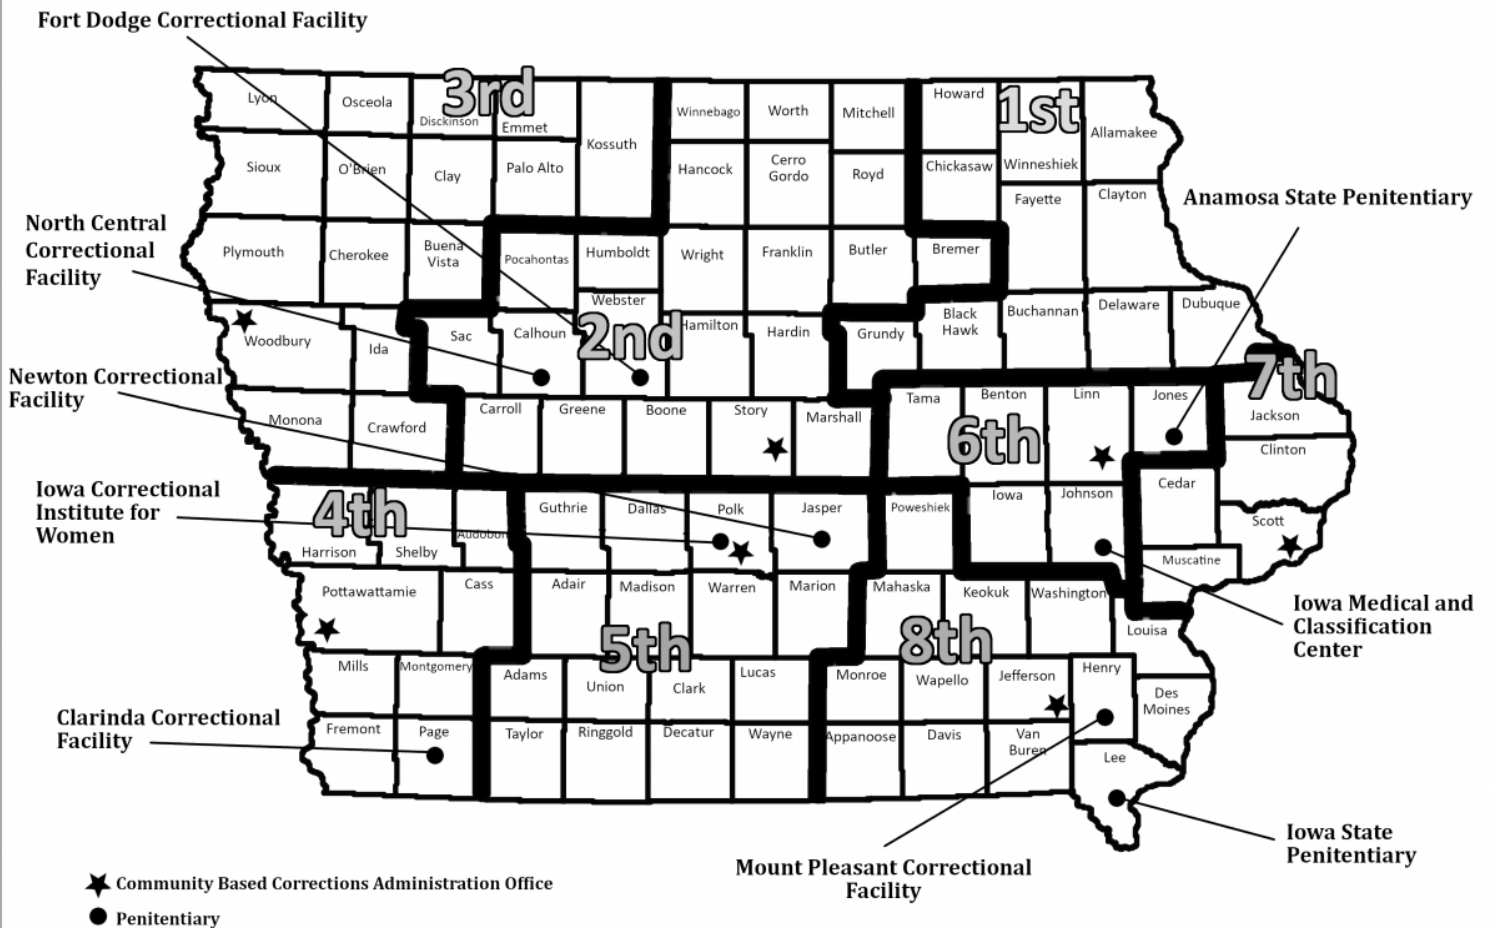 Fort Dodge Correctional Facility
3rd
1st
Lyon
Osceola
Disckinson
Emmet
Kossuth
Winnebago
Worth
Mitchell
Howard
Winneshiek
Allamakee
Sioux
O'Brien
Clay
Palo Alto
Hancock
Cerro
Gordo
Royd
Chickasaw
Fayette
Clayton
Anamosa State Penitentiary
North Central
Correctional
Facility
Plymouth
Cherokee
Buena
Vista
Pocahontas
Humboldt
Wright
Franklin
Butler
Bremer
Woodbury
Ida
Sac
Calhoun
Webster
2nd
Hamilton
Hardin
Grundy
Black
Hawk
Buchannan
Delaware
Dubuque
7th
Newton Correctional
Facility
Monona
Crawford
Carroll
Greene
Boone
Story
Marshall
Tama
Benton
Linn
Jones
Jackson
6th
Clinton
Iowa Correctional
Institute for
Women
4th
Harrison
Shelby
Audobon
Guthrie
Dallas
Polk
Jasper
Poweshiek
Iowa
Johnson
Cedar
Scott
Muscatine
Pottawattamie
Cass
Adair
Madison
Warren
Marion
Mahaska
Keokuk
Washington
Louisa
Iowa Medical and
Classification
Center
5th
8th
Mills
Montgomery
Adams
Union
Clark
Lucas
Monroe
Wapello
Jefferson
Henry
Des
Moines
Clarinda Correctional
Facility
Fremont
Page
Taylor
Ringgold
Decatur
Wayne
Appanoose
Davis
Van
Buren
Lee
Iowa State
Penitentiary
Mount Pleasant Correctional
Facility
Community Based Corrections Administration Office
Penitentiary